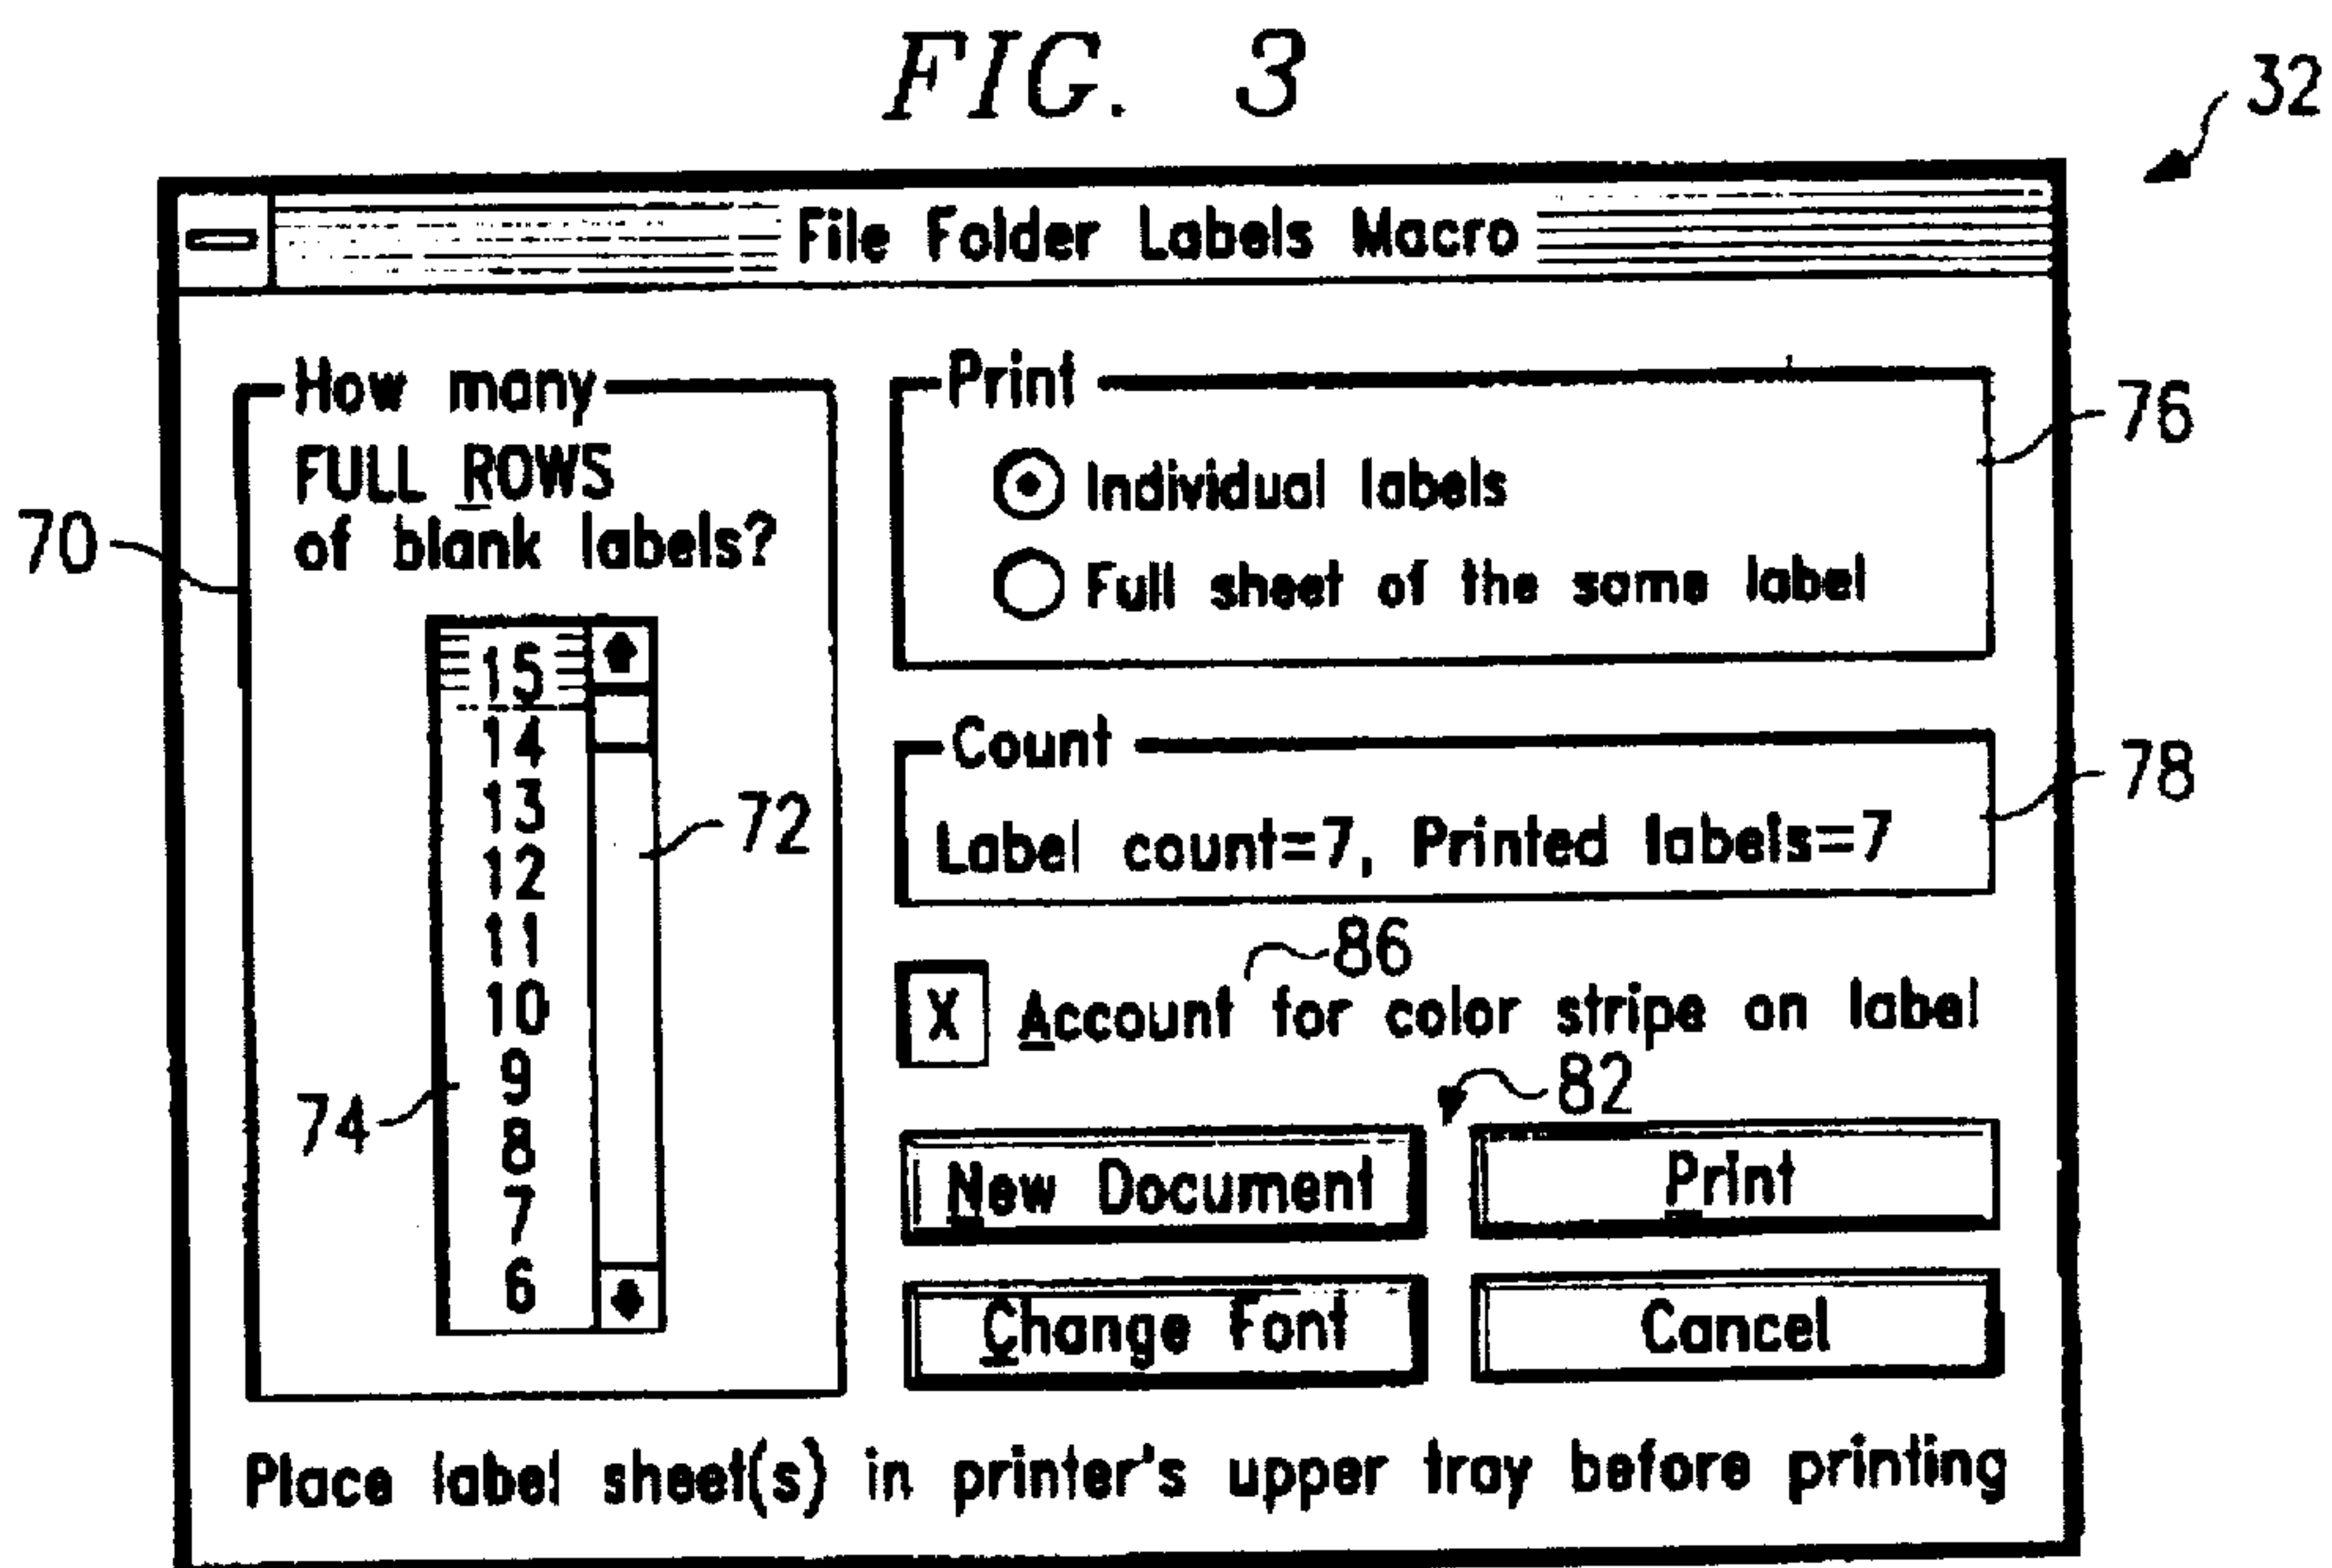 FIG. 3
32
File Folder Labels Macro
How many
FULL ROWS
of blank labels?
70
15
14
13
12
11
10
9
8
7
6
72
74
Print
Individual labels
Full sheet of the same label
76
Count
Label count=7, Printed labels=7
78
86
X Account for color stripe on label
82
New Document
Print
Change Font
Cancel
Place label sheet(s) in printer's upper tray before printing